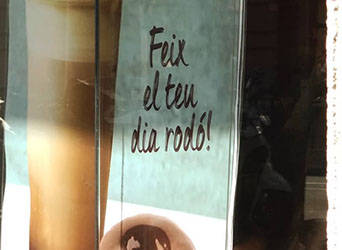 Feix
el teu
dia rodó!